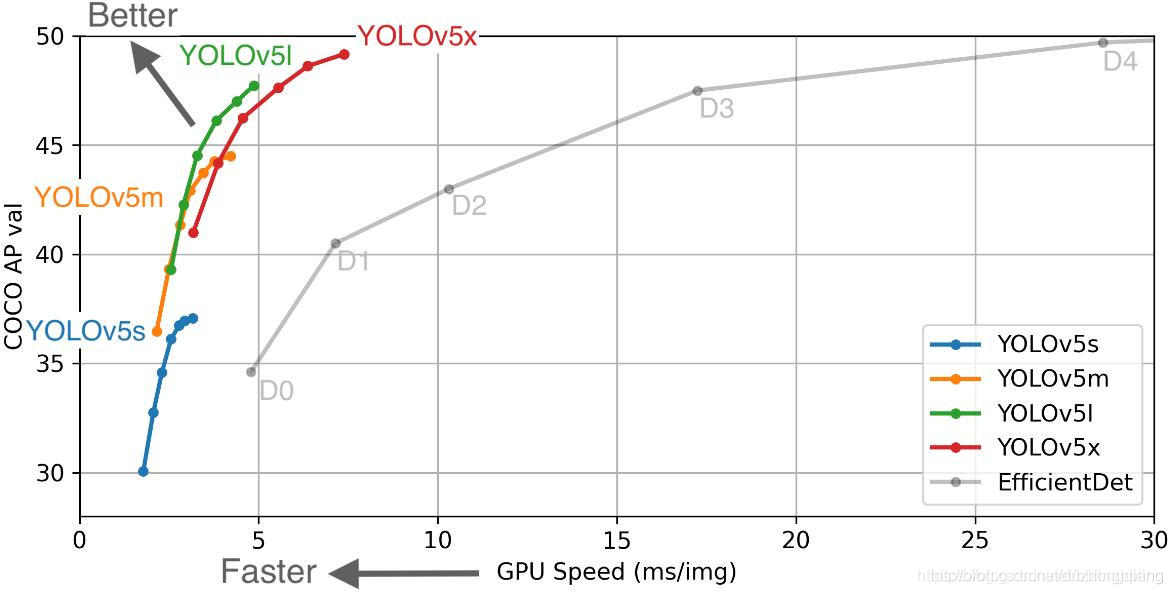 Better
YOLOv5l
YOLOv5x
50
D4
D3
45
YOLOv5m
D2
COCO AP val
40
D1
YOLOv5s
35
D0
30
YOLOv5s
YOLOv5m
YOLOv5l
YOLOv5x
EfficientDet
0 5 10 15 20 25 30
Faster
GPU Speed (ms/img)